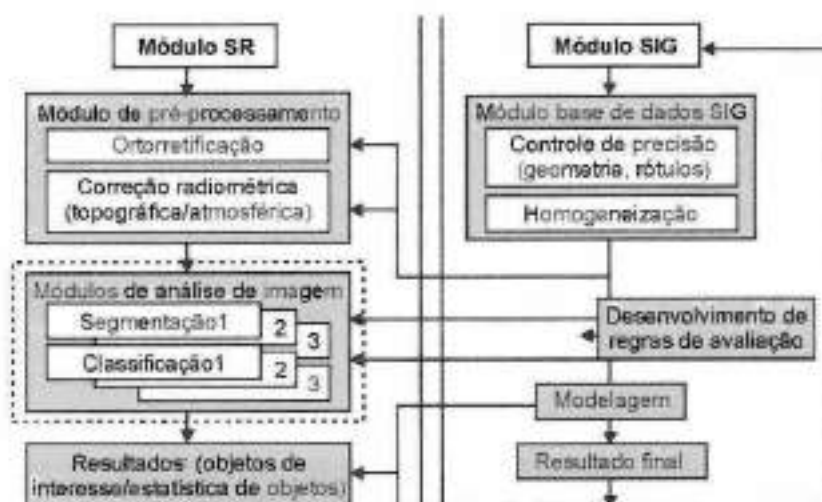 Módulo SR
Módulo de pré-processamento
Ortorretificação
Correção radiométrica
(topográfica/atmosférica)
Módulos de análise de imagem
Segmentação1
2
3
Classificação1
2
3
Resultados (objetos de
interesse/estatística de objetos)
Módulo SIG
Módulo base de dados SIG
Controle de precisão
(geometria, rótulos)
Homogeneização
Desenvolvimento de
regras de avaliação
Modelagem
Resultado final